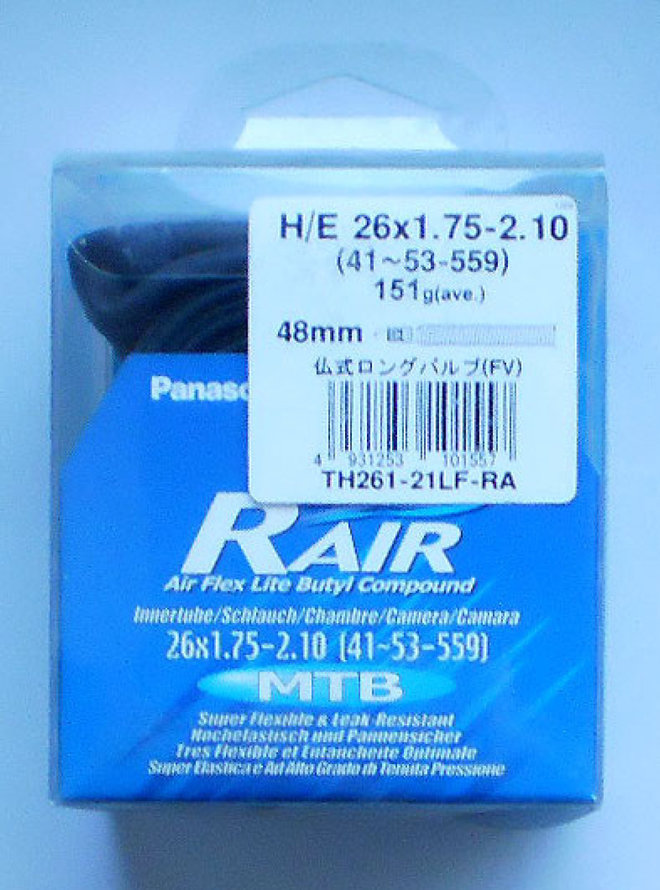 H/E 26x1.75-2.10
(41~53-559)
151g(ave.)
48mm
仏式ロングバルブ(FV)
4 931253 101557
TH261-21LF-RA
Panaso
RAIR
Air Flex Lite Butyl Compound
Innertube/Schlauch/Chambre/Camera/Camara
26x1.75-2.10 (41~53-559)
MTB
Super Flexible & Leak-Resistant
Hochelastisch und Pannensicher
Tres Flexible et Entancheite Optimale
Super Elastica e Ad Alto Grado di Tenuta Pressione